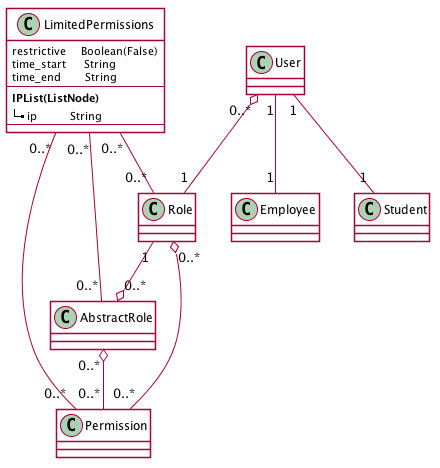 C LimitedPermissions
restrictive Boolean(False)
time_start String
time_end String
IPList(ListNode)
ip String
C User
0..* 0..* 0..*
0..* 1 1
0..* 1 1 1
C Role
C Employee
C Student
1 0..*
0..* 0..*
C AbstractRole
0..*
0..* 0..* 0..*
C Permission